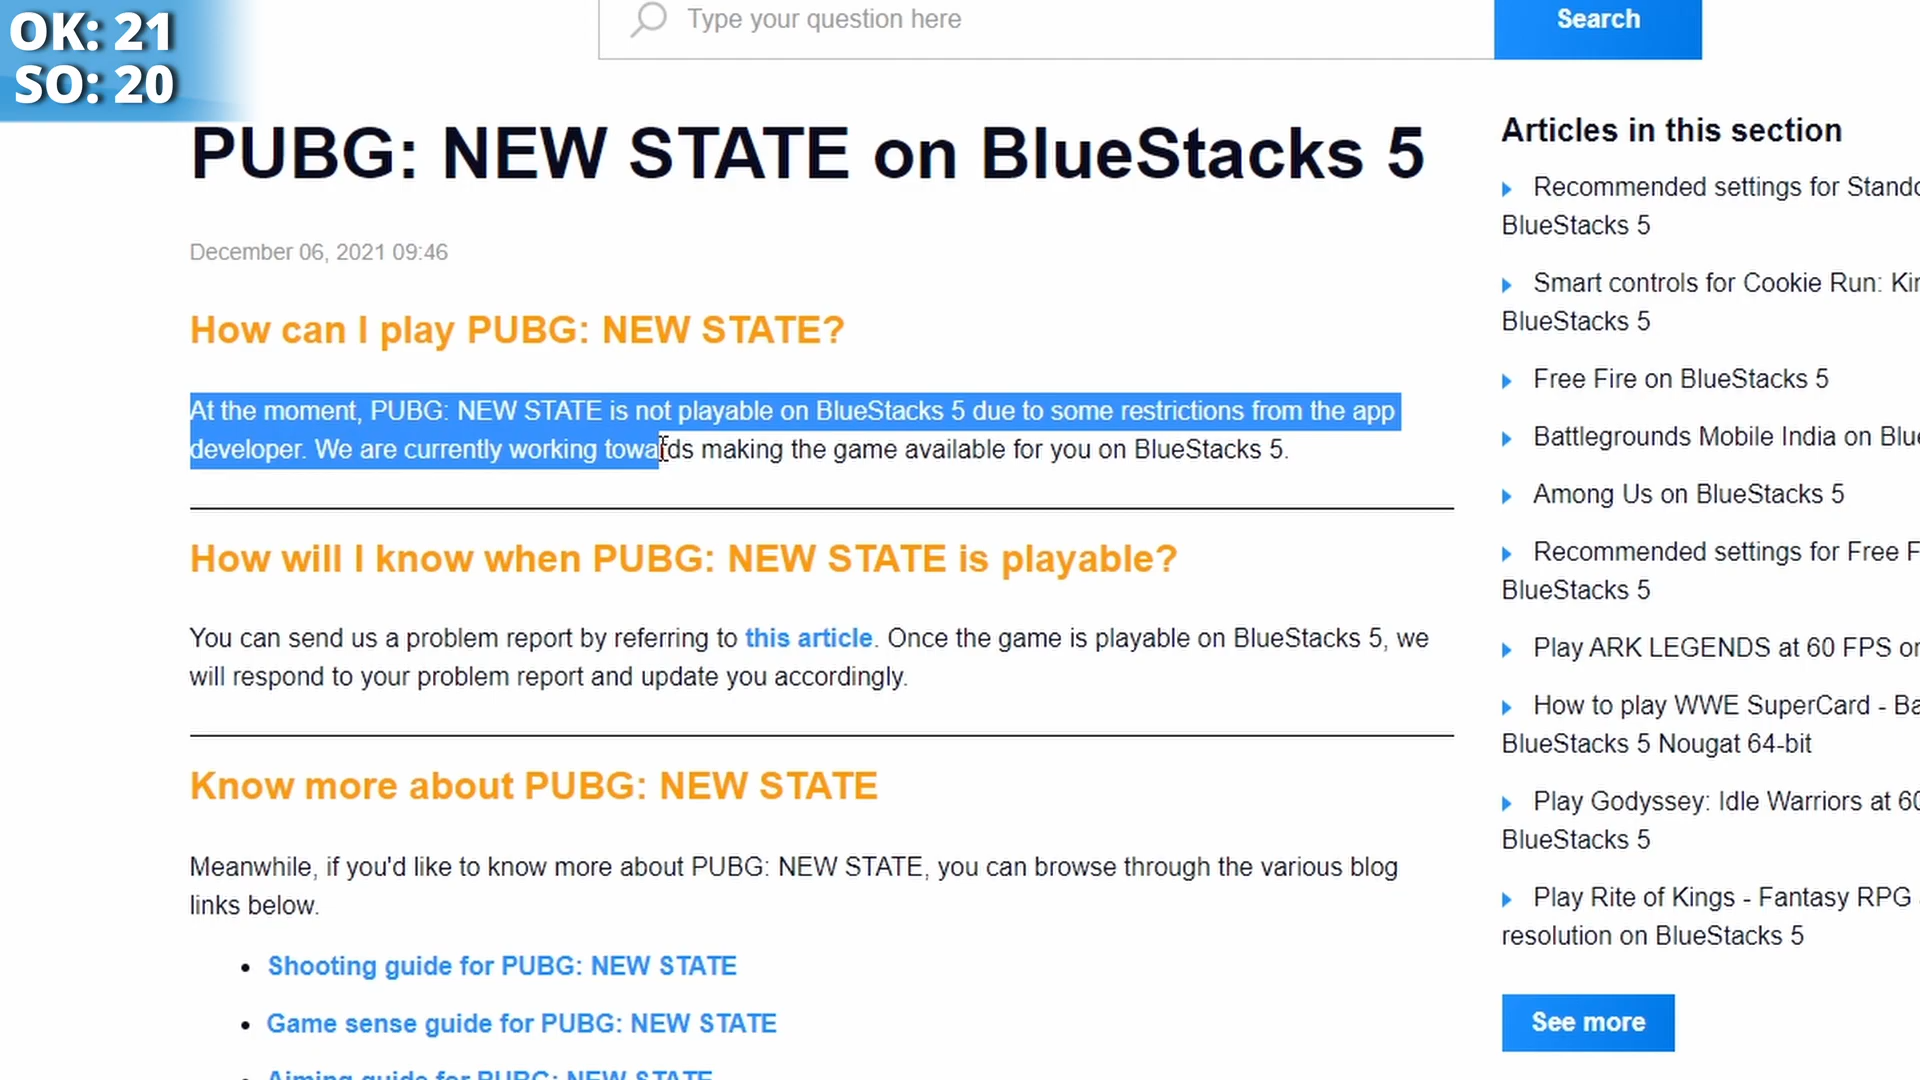 OK: 21
SO: 20
Type your question here
Search
PUBG: NEW STATE on BlueStacks 5
December 06, 2021 09:46
How can I play PUBG: NEW STATE?
At the moment, PUBG: NEW STATE is not playable on BlueStacks 5 due to some restrictions from the app
developer. We are currently working towards making the game available for you on BlueStacks 5.
How will I know when PUBG: NEW STATE is playable?
You can send us a problem report by referring to this article. Once the game is playable on BlueStacks 5, we
will respond to your problem report and update you accordingly.
Know more about PUBG: NEW STATE
Meanwhile, if you'd like to know more about PUBG: NEW STATE, you can browse through the various blog
links below.
Shooting guide for PUBG: NEW STATE
Game sense guide for PUBG: NEW STATE
Aiming guide for PUBG: NEW STATE
Articles in this section
Recommended settings for
BlueStacks 5
Smart controls for Cookie Run:
BlueStacks 5
Free Fire on BlueStacks 5
Battlegrounds Mobile India on
Among Us on BlueStacks 5
Recommended settings for Free
BlueStacks 5
Play ARK LEGENDS at 60 FPS
How to play WWE SuperCard -
BlueStacks 5 Nougat 64-bit
Play Godyssey: Idle Warriors at
BlueStacks 5
Play Rite of Kings - Fantasy RPG
resolution on BlueStacks 5
See more